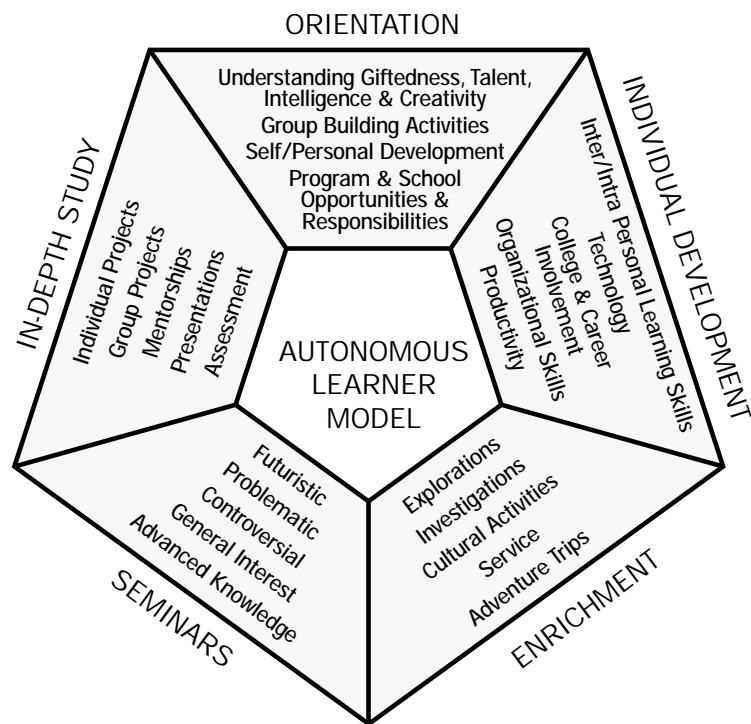 ORIENTATION
Understanding Giftedness, Talent,
Intelligence & Creativity
Group Building Activities
Self/Personal Development
Program & School
Opportunities &
Responsibilities
INDIVIDUAL DEVELOPMENT
Inter/Intra Personal Learning Skills
Technology
College & Career
Involvement
Organizational Skills
Productivity
ENRICHMENT
Explorations
Investigations
Cultural Activities
Service
Adventure Trips
SEMINARS
Futuristic
Problematic
Controversial
General Interest
Advanced Knowledge
IN-DEPTH STUDY
Individual Projects
Group Projects
Mentorships
Presentations
Assessment
AUTONOMOUS
LEARNER
MODEL